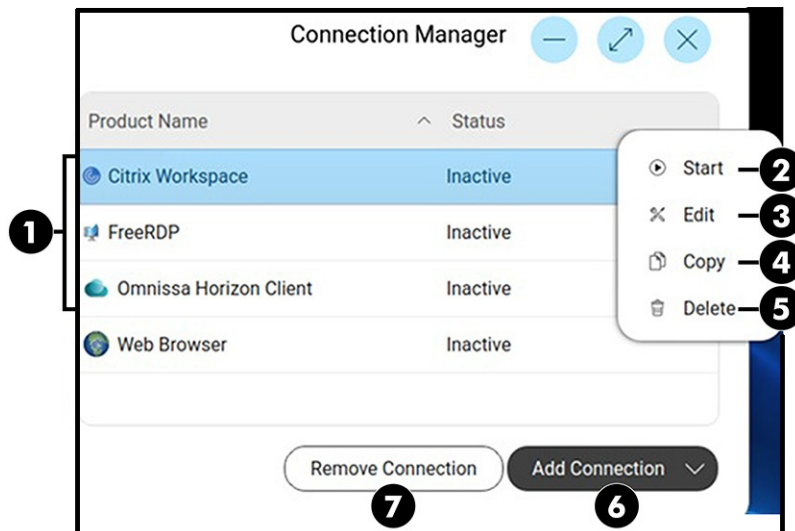 Connection Manager
Product Name Status
Citrix Workspace Inactive
Start 2
Edit 3
1 FreeRDP Inactive
Copy 4
Omnissa Horizon Client Inactive
Delete 5
Web Browser Inactive
Remove Connection Add Connection
7 6